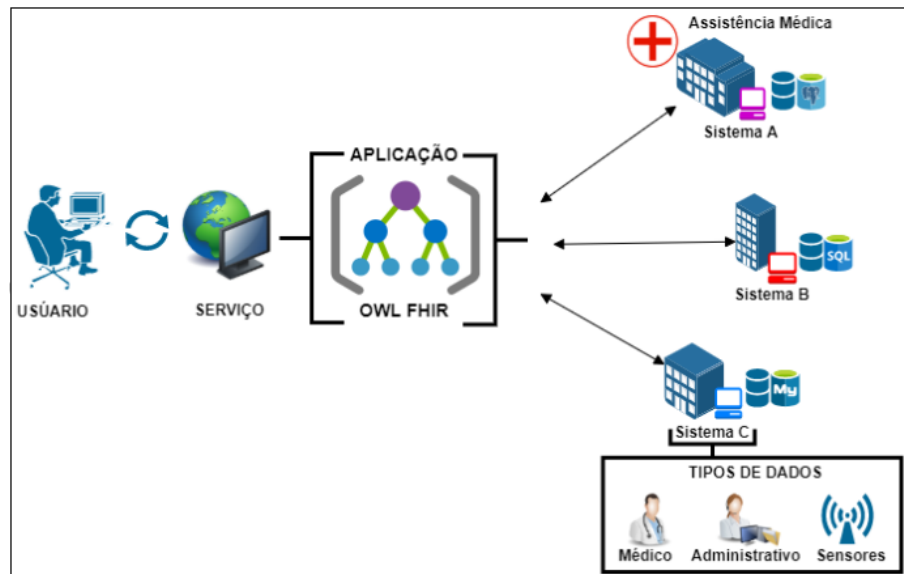 Assistência Médica
Sistema A
APLICAÇÃO
OWL FHIR
USÚARIO
SERVIÇO
SQL
Sistema B
My
Sistema C
TIPOS DE DADOS
Médico
Administrativo
Sensores